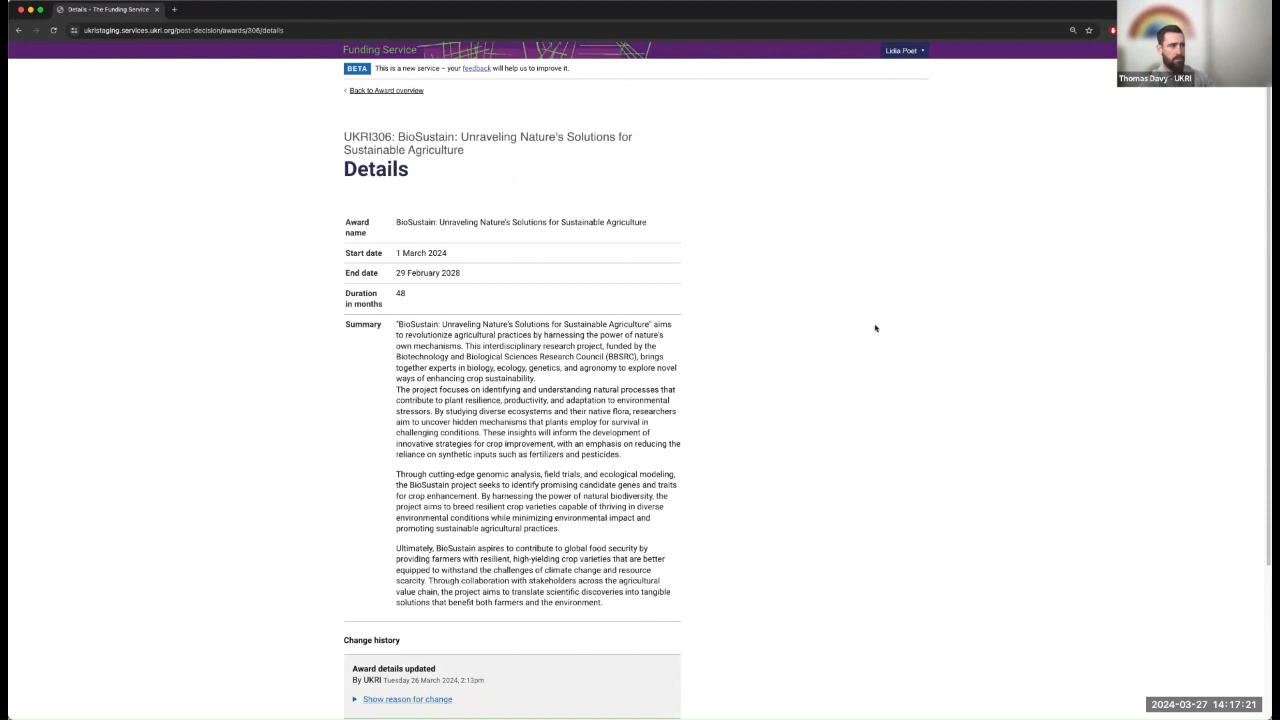 Details – The Funding Service
ukristaging.services.ukri.org/post-decision/awards/306/details
Funding Service
Lidia Poet
BETA This is a new service – your feedback will help us to improve it.
Back to Award overview
UKRI306: BioSustain: Unraveling Nature's Solutions for
Sustainable Agriculture
Details
Award name BioSustain: Unraveling Nature's Solutions for Sustainable Agriculture
Start date 1 March 2024
End date 29 February 2028
Duration in months 48
Summary "BioSustain: Unraveling Nature's Solutions for Sustainable Agriculture" aims
to revolutionize agricultural practices by harnessing the power of nature's
own mechanisms. This interdisciplinary research project, funded by the
Biotechnology and Biological Sciences Research Council (BBSRC), brings
together experts in biology, ecology, genetics, and agronomy to explore novel
ways of enhancing crop sustainability.
The project focuses on identifying and understanding natural processes that
contribute to plant resilience, productivity, and adaptation to environmental
stressors. By studying diverse ecosystems and their native flora, researchers
aim to uncover hidden mechanisms that plants employ for survival in
challenging conditions. These insights will inform the development of
innovative strategies for crop improvement, with an emphasis on reducing the
reliance on synthetic inputs such as fertilizers and pesticides.
Through cutting-edge genomic analysis, field trials, and ecological modeling,
the BioSustain project seeks to identify promising candidate genes and traits
for crop enhancement. By harnessing the power of natural biodiversity, the
project aims to breed resilient crop varieties capable of thriving in diverse
environmental conditions while minimizing environmental impact and
promoting sustainable agricultural practices.
Ultimately, BioSustain aspires to contribute to global food security by
providing farmers with resilient, high-yielding crop varieties that are better
equipped to withstand the challenges of climate change and resource
scarcity. Through collaboration with stakeholders across the agricultural
value chain, the project aims to translate scientific discoveries into tangible
solutions that benefit both farmers and the environment.
Change history
Award details updated
By UKRI Tuesday 26 March 2024, 2:13pm
Show reason for change
Thomas Davy - UKRI
2024-03-27 14:17:21